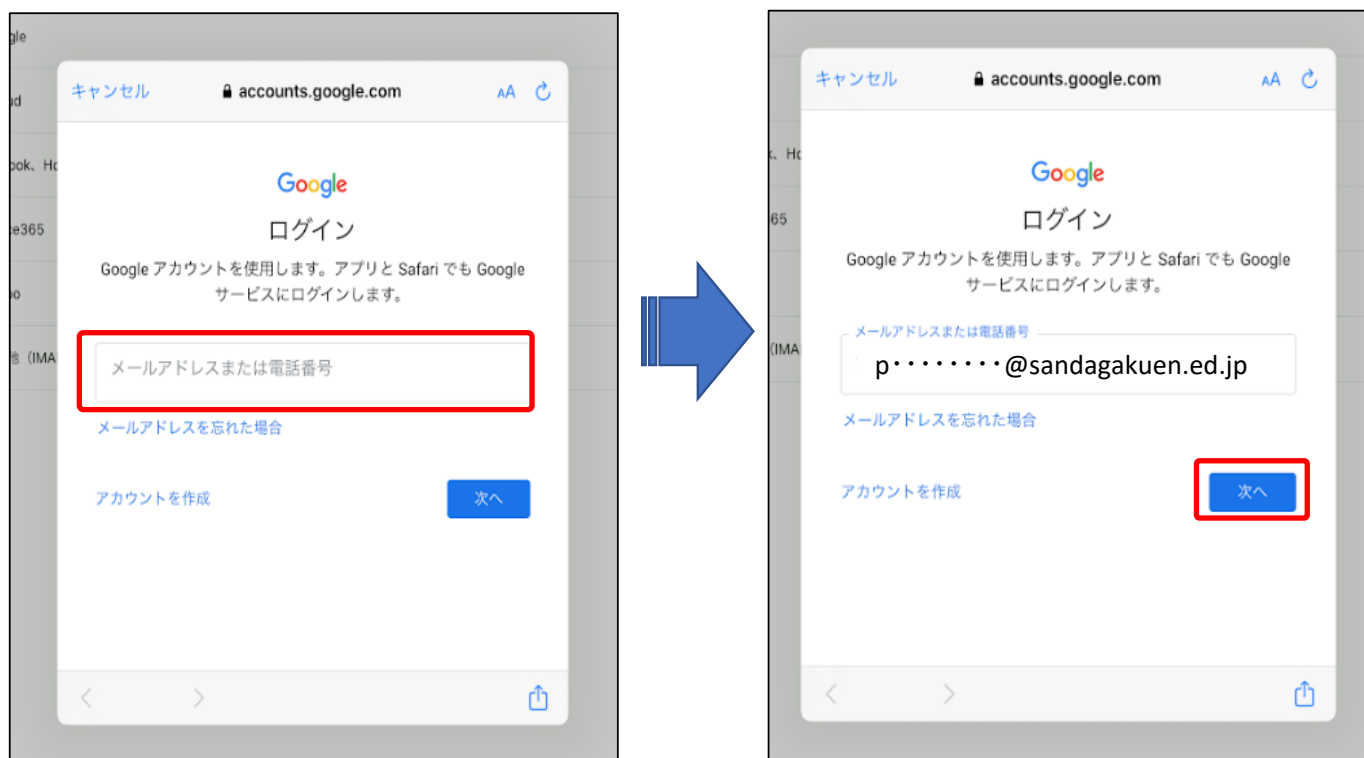 gle
ud
ook、Ho
ce365
oo
他（IMA
キャンセル
accounts.google.com
AA
Google
ログイン
Google アカウントを使用します。アプリと Safari でも Google
サービスにログインします。
メールアドレスまたは電話番号
メールアドレスを忘れた場合
アカウントを作成
次へ
k、Ho
65
(IMA
キャンセル
accounts.google.com
AA
Google
ログイン
Google アカウントを使用します。アプリと Safari でも Google
サービスにログインします。
メールアドレスまたは電話番号
p・・・・・・・・@sandagakuen.ed.jp
メールアドレスを忘れた場合
アカウントを作成
次へ